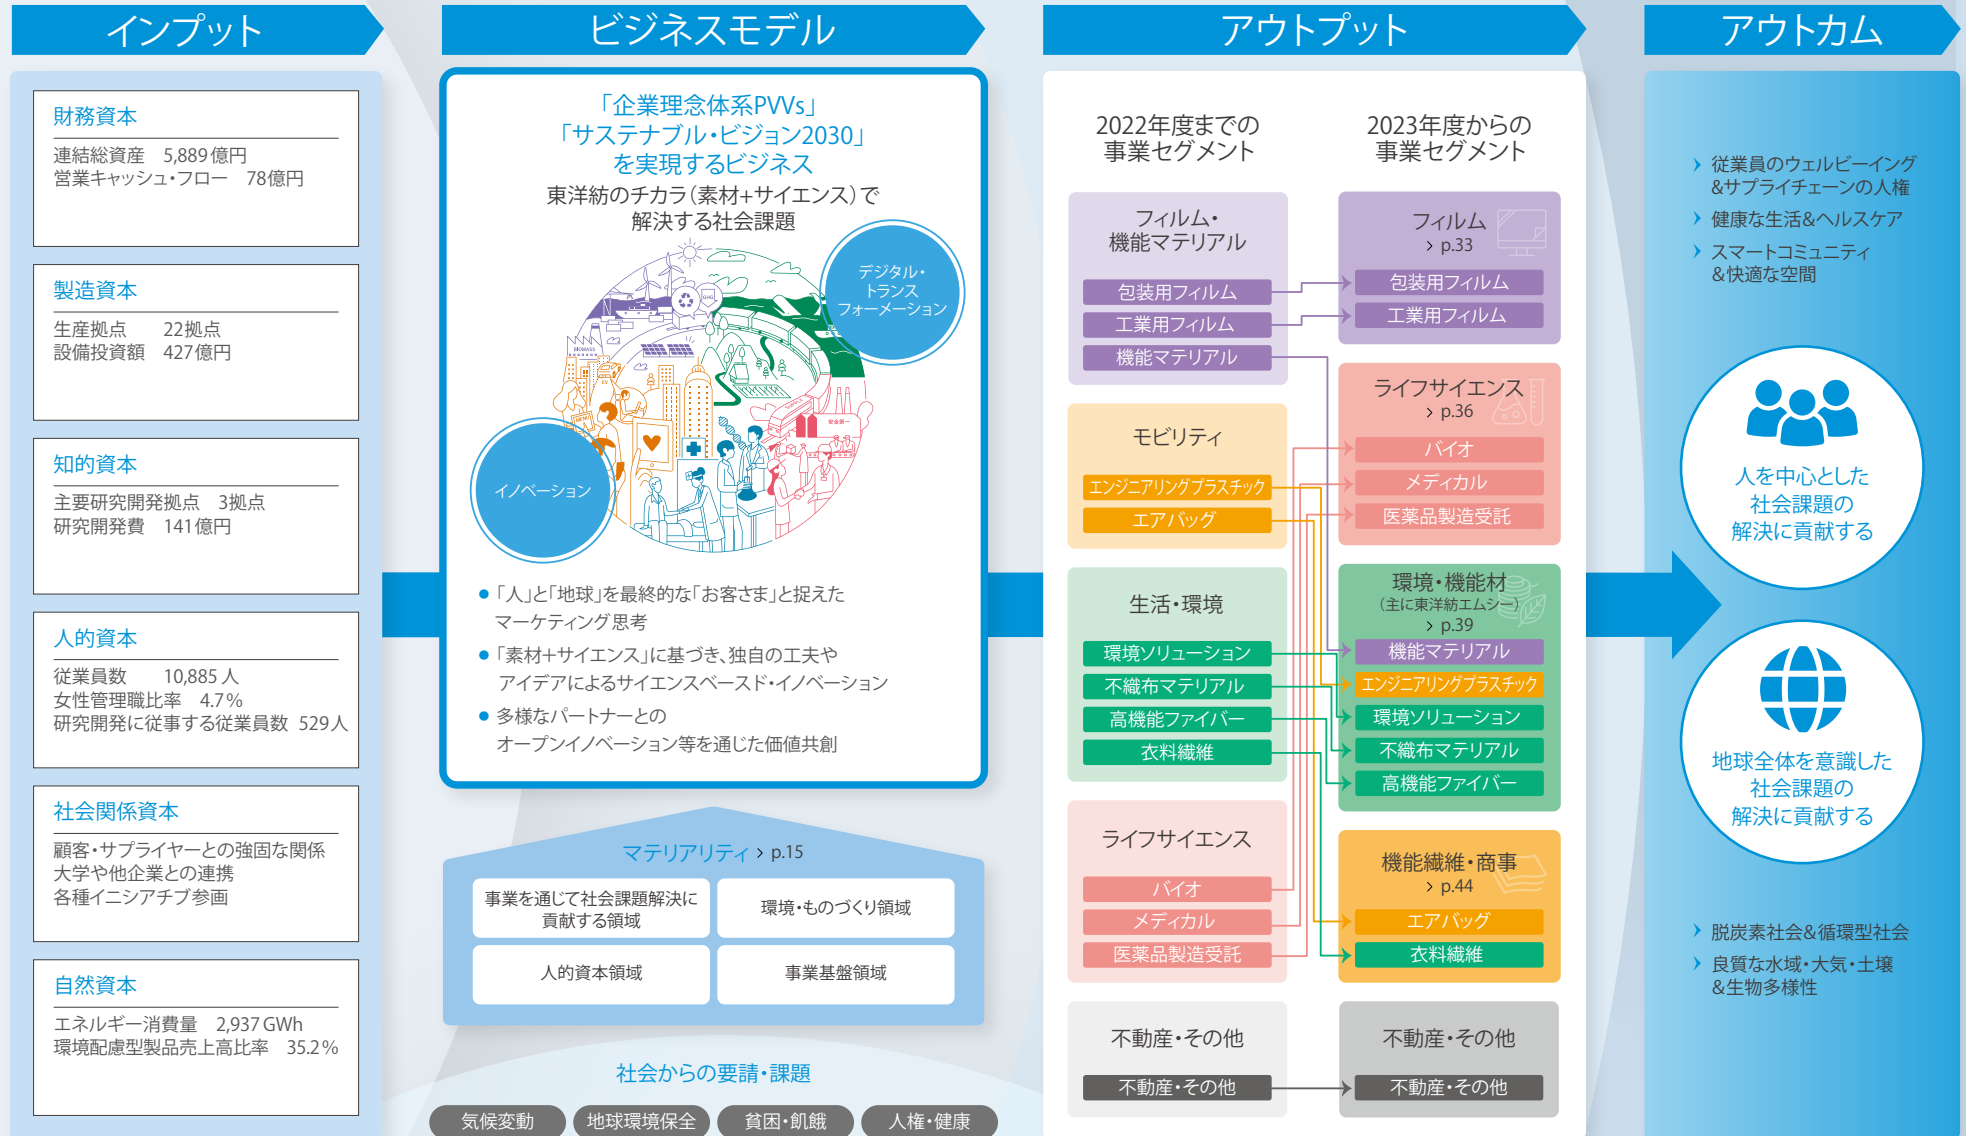 インプット
財務資本
連結総資産 5,889億円
営業キャッシュ・フロー 78億円
製造資本
生産拠点 22拠点
設備投資額 427億円
知的資本
主要研究開発拠点 3拠点
研究開発費 141億円
人的資本
従業員数 10,885人
女性管理職比率 4.7%
研究開発に従事する従業員数 529人
社会関係資本
顧客・サプライヤーとの強固な関係
大学や他企業との連携
各種イニシアチブ参画
自然資本
エネルギー消費量 2,937GWh
環境配慮型製品売上高比率 35.2%
ビジネスモデル
「企業理念体系PVVs」
「サステナブル・ビジョン2030」
を実現するビジネス
東洋紡のチカラ(素材+サイエンス)で
解決する社会課題
デジタル・
トランス
フォーメーション
GHG
BIOMASS
EV
安全第一
イノベーション
●「人」と「地球」を最終的な「お客さま」と捉えた
マーケティング思考
●「素材+サイエンス」に基づき、独自の工夫や
アイデアによるサイエンスベースド・イノベーション
●多様なパートナーとの
オープンイノベーション等を通じた価値共創
マテリアリティ > p.15
事業を通じて社会課題解決に
貢献する領域
環境・ものづくり領域
人的資本領域
事業基盤領域
社会からの要請・課題
気候変動
地球環境保全
貧困・飢餓
人権・健康
アウトプット
2022年度までの
事業セグメント
フィルム・
機能マテリアル
包装用フィルム
工業用フィルム
機能マテリアル
モビリティ
エンジニアリングプラスチック
エアバッグ
生活・環境
環境ソリューション
不織布マテリアル
高機能ファイバー
衣料繊維
ライフサイエンス
バイオ
メディカル
医薬品製造受託
不動産・その他
不動産・その他
2023年度からの
事業セグメント
フィルム
> p.33
包装用フィルム
工業用フィルム
ライフサイエンス
> p.36
バイオ
メディカル
医薬品製造受託
環境・機能材
(主に東洋紡エムシー)
> p.39
機能マテリアル
エンジニアリングプラスチック
環境ソリューション
不織布マテリアル
高機能ファイバー
機能繊維・商事
> p.44
エアバッグ
衣料繊維
不動産・その他
不動産・その他
アウトカム
> 従業員のウェルビーイング
&サプライチェーンの人権
> 健康な生活&ヘルスケア
> スマートコミュニティ
&快適な空間
人を中心とした
社会課題の
解決に貢献する
地球全体を意識した
社会課題の
解決に貢献する
> 脱炭素社会&循環型社会
> 良質な水域・大気・土壌
&生物多様性